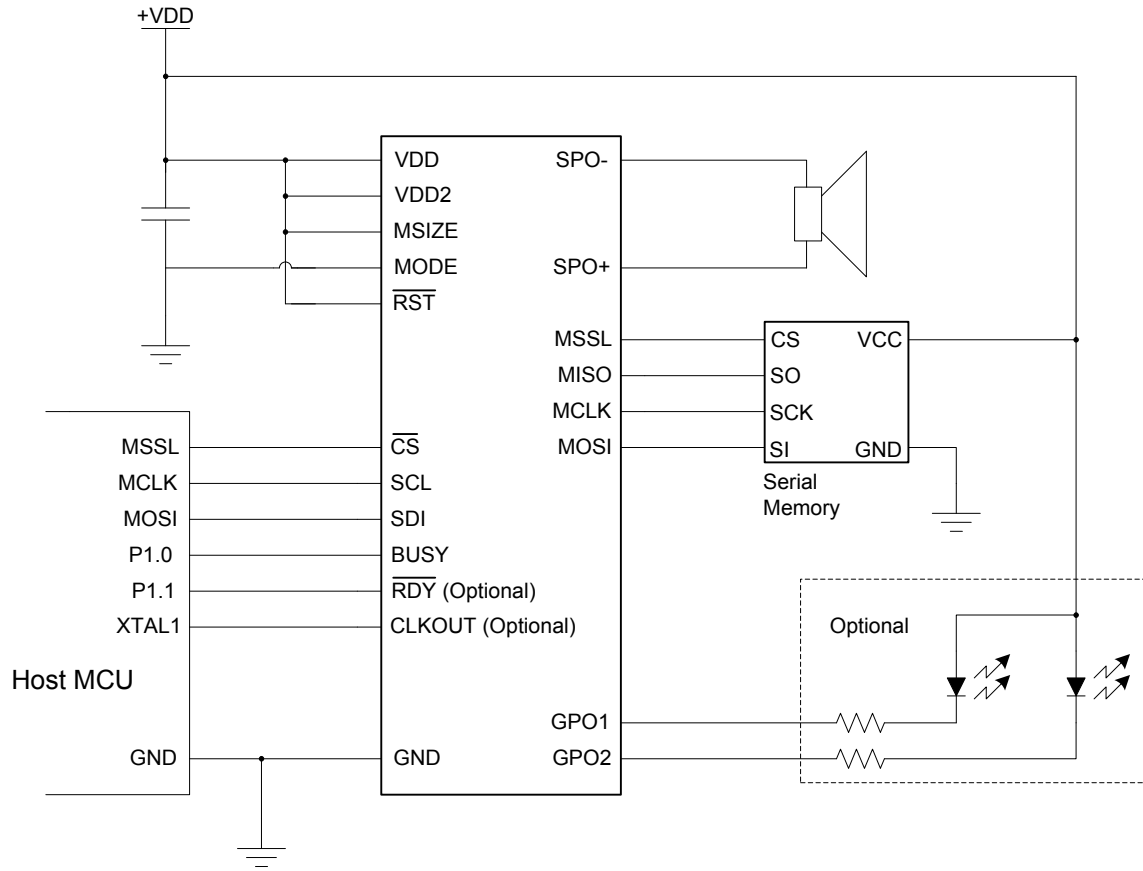 +VDD
VDD
VDD2
MSIZE
MODE
RST
SPO-
SPO+
MSSL
MISO
MCLK
MOSI
CS
SO
SCK
SI
VCC
GND
Serial
Memory
MSSL
MCLK
MOSI
P1.0
P1.1
XTAL1
Host MCU
GND
CS
SCL
SDI
BUSY
RDY (Optional)
CLKOUT (Optional)
GND
GPO1
GPO2
Optional